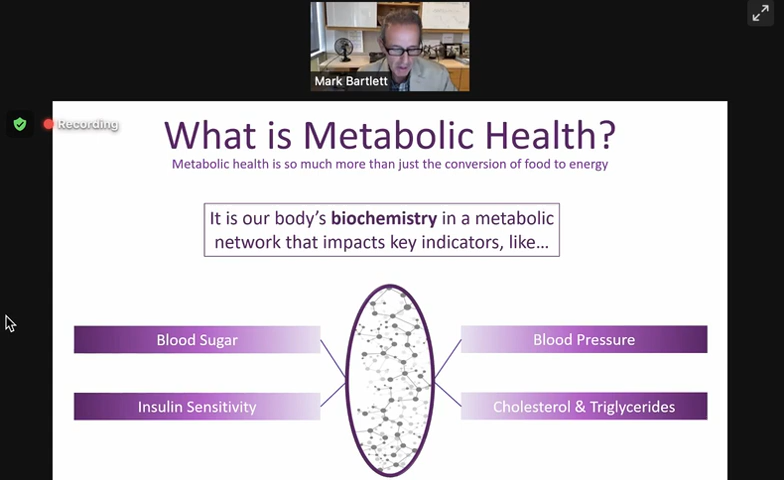 Mark Bartlett
Recording
What is Metabolic Health?
Metabolic health is so much more than just the conversion of food to energy
It is our body's biochemistry in a metabolic
network that impacts key indicators, like...
Blood Sugar
Blood Pressure
Insulin Sensitivity
Cholesterol & Triglycerides